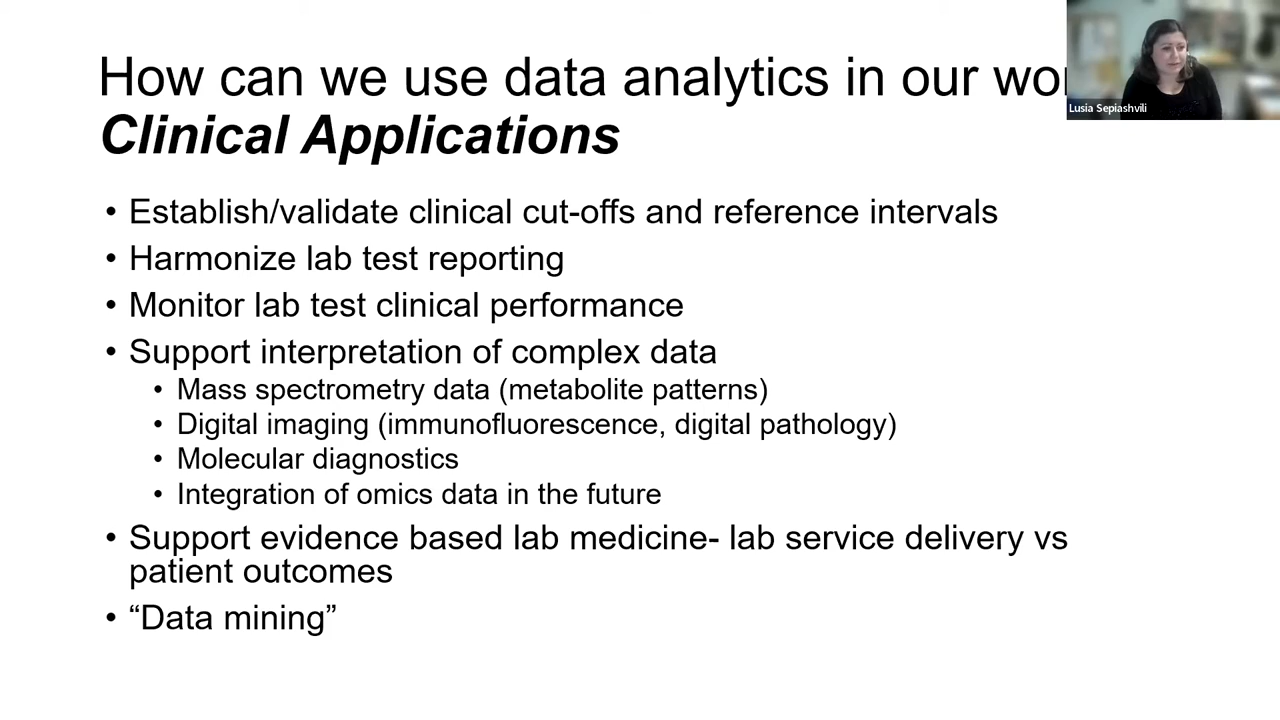 How can we use data analytics in our
Clinical Applications
• Establish/validate clinical cut-offs and reference intervals
• Harmonize lab test reporting
• Monitor lab test clinical performance
• Support interpretation of complex data
• Mass spectrometry data (metabolite patterns)
• Digital imaging (immunofluorescence, digital pathology)
• Molecular diagnostics
• Integration of omics data in the future
• Support evidence based lab medicine- lab service delivery vs
patient outcomes
• “Data mining”
Lusia Sepiashvili